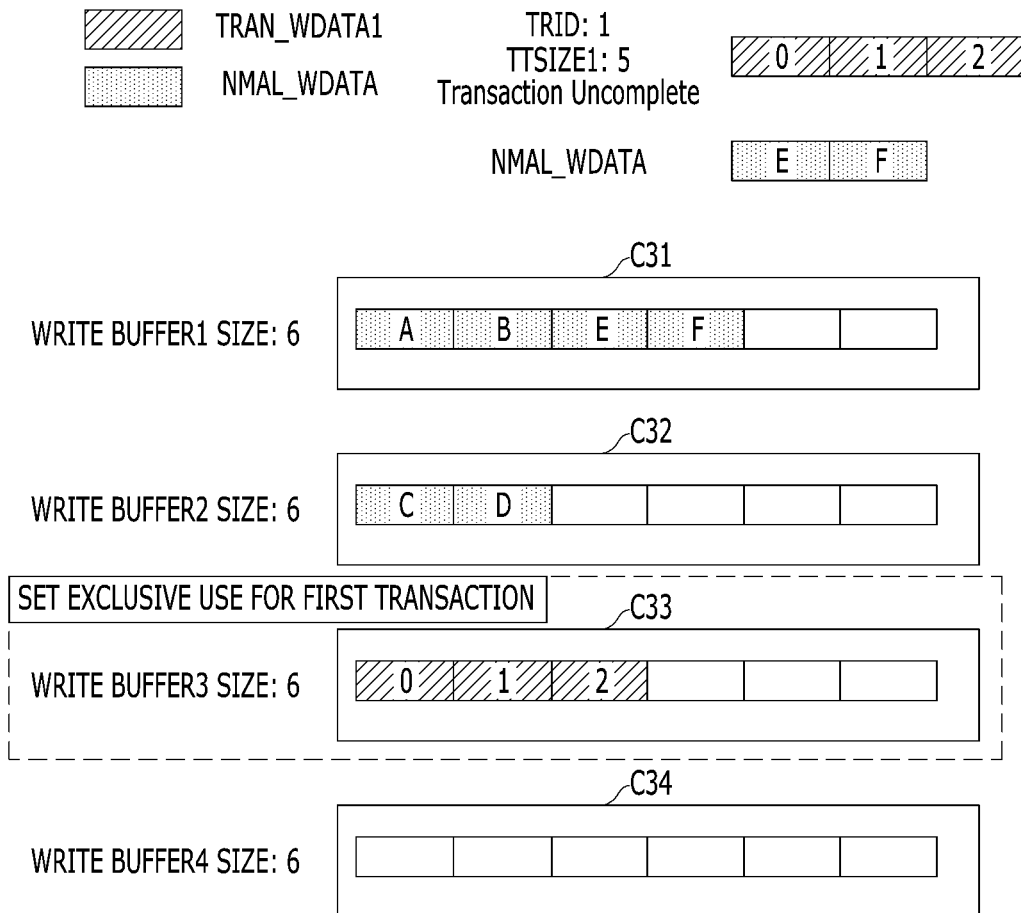 TRAN_WDATA1
NMAL_WDATA
TRID: 1
TTSIZE1: 5
Transaction Uncomplete
0 1 2
NMAL_WDATA E F
C31
WRITE BUFFER1 SIZE: 6 A B E F
C32
WRITE BUFFER2 SIZE: 6 C D
SET EXCLUSIVE USE FOR FIRST TRANSACTION
C33
WRITE BUFFER3 SIZE: 6 0 1 2
C34
WRITE BUFFER4 SIZE: 6